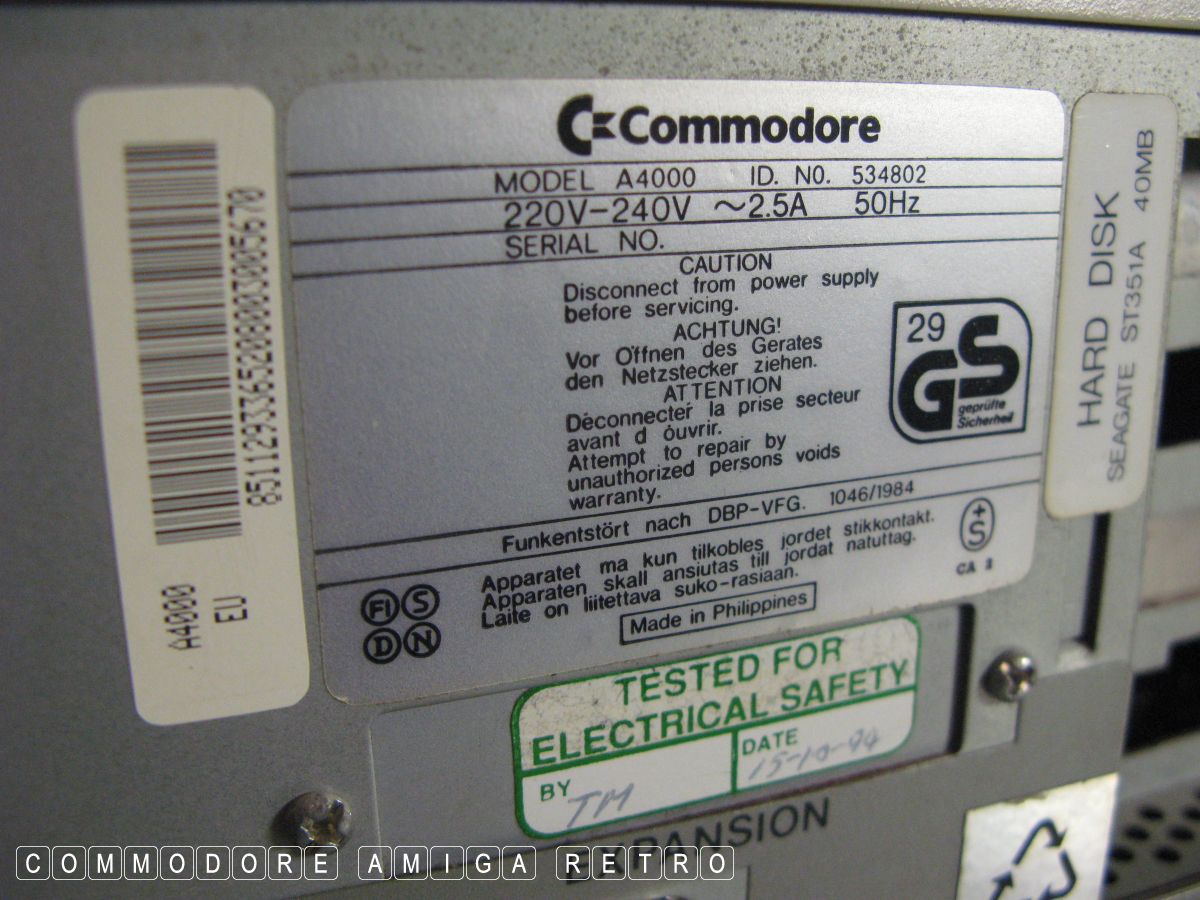 85112933652080003005670
A4000
EU
Commodore
MODEL A4000 ID. NO. 534802
220V-240V ~2.5A 50Hz
SERIAL NO.
CAUTION
Disconnect from power supply
before servicing.
ACHTUNG!
Vor Öffnen des Gerates
den Netzstecker ziehen.
ATTENTION
Déconnecter la prise secteur
avant d óuvrir.
Attempt to repair by
unauthorized persons voids
warranty.
29
GS
geprüfte
Sicherheit
Funkentstört nach DBP-VFG. 1046/1984
FI S
D N
Apparatet ma kun tilkobles jordet stikkontakt.
Apparaten skall ansiutas till jordat natuttag.
Laite on liitettava suko-rasiaan.
Made in Philippines
+S
CA 2
HARD DISK
SEAGATE ST351A 40MB
TESTED FOR
ELECTRICAL SAFETY
BY TM
DATE 15-10-94
EXPANSION
COMMODORE AMIGA RETRO